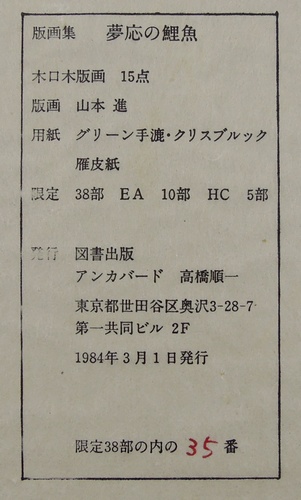 版画集 夢応の鯉魚
木口木版画 15点
版画 山本 進
用紙 グリーン手漉・クリスブルック
雁皮紙
限定 38部 EA 10部 HC 5部
発行 図書出版
アンカバード 高橋順一
東京都世田谷区奥沢3-28-7
第一共同ビル 2F
1984年3月1日発行
限定38部の内の 35 番